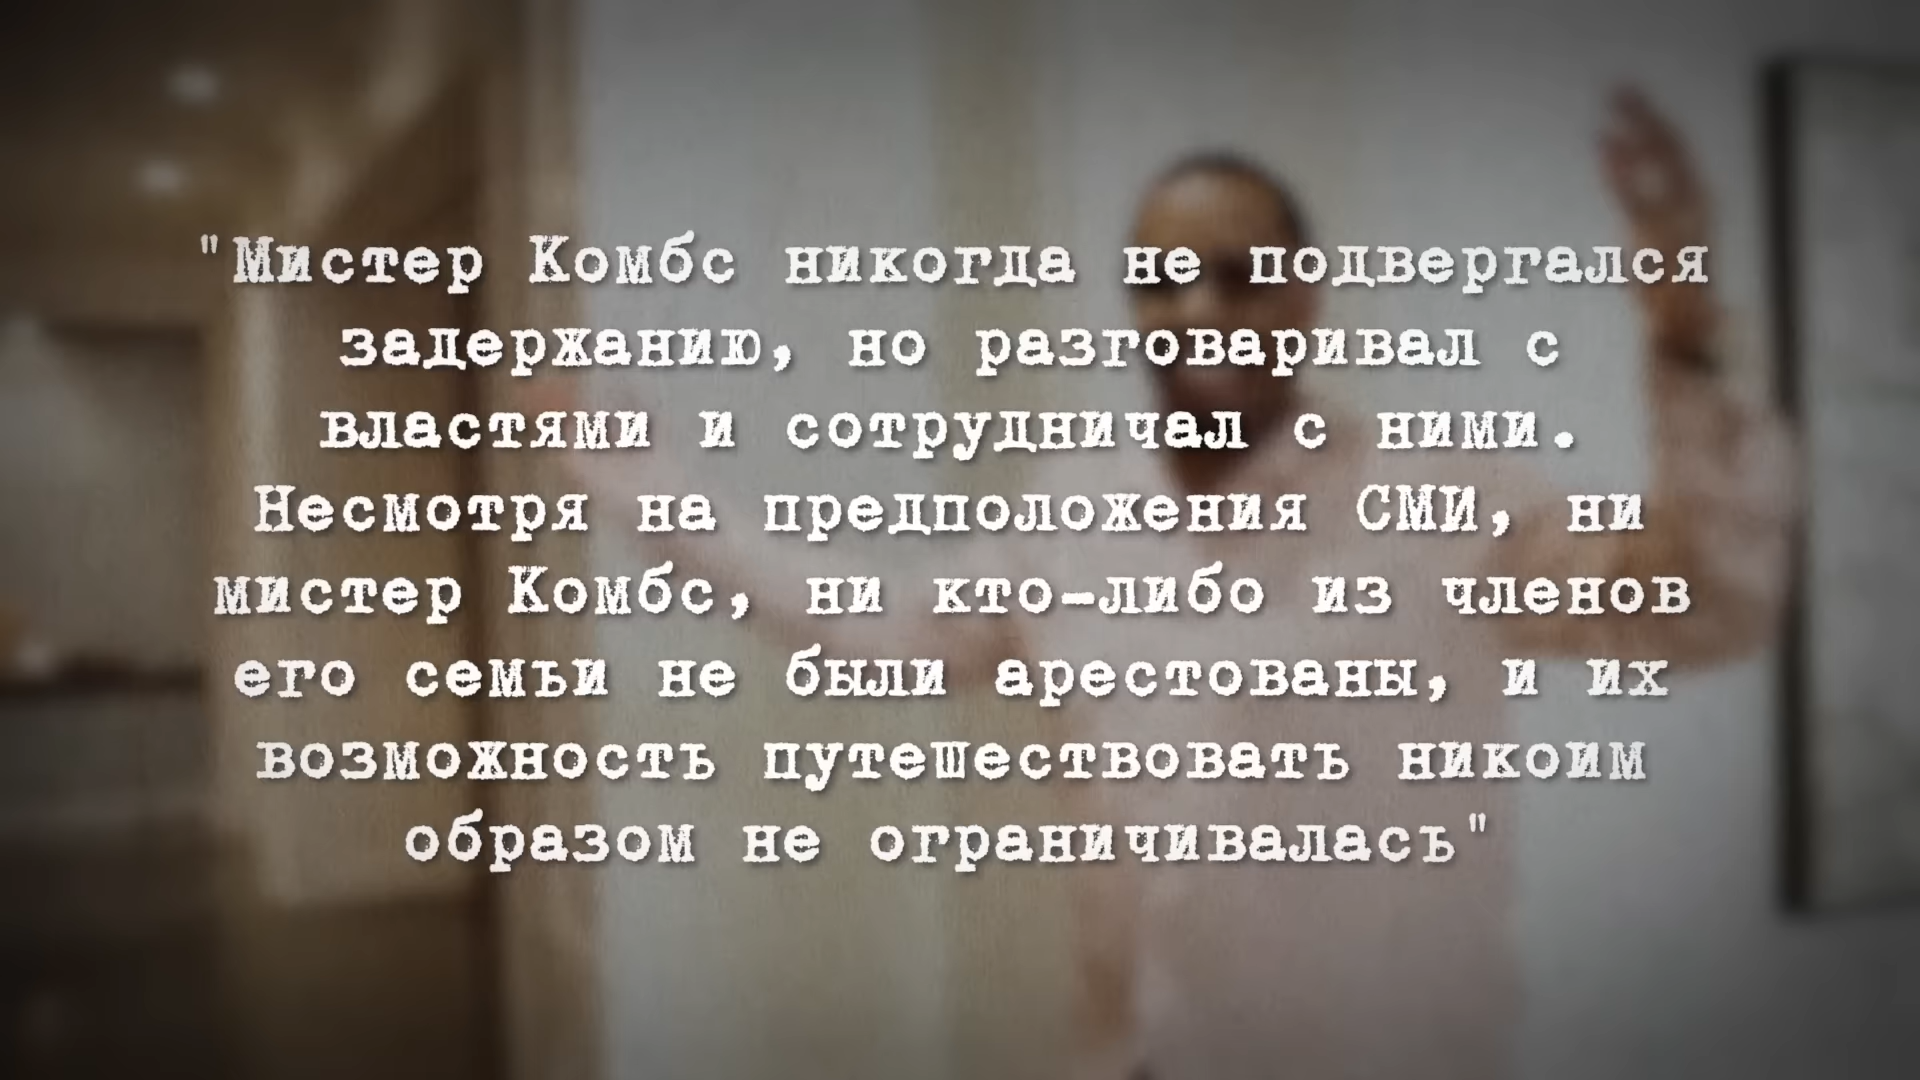 "Мистер Комбс никогда не подвергался
задержанию, но разговаривал с
властями и сотрудничал с ними.
Несмотря на предположения СМИ, ни
мистер Комбс, ни кто-либо из членов
его семьи не были арестованы, и их
возможность путешествовать никоим
образом не ограничивалась"